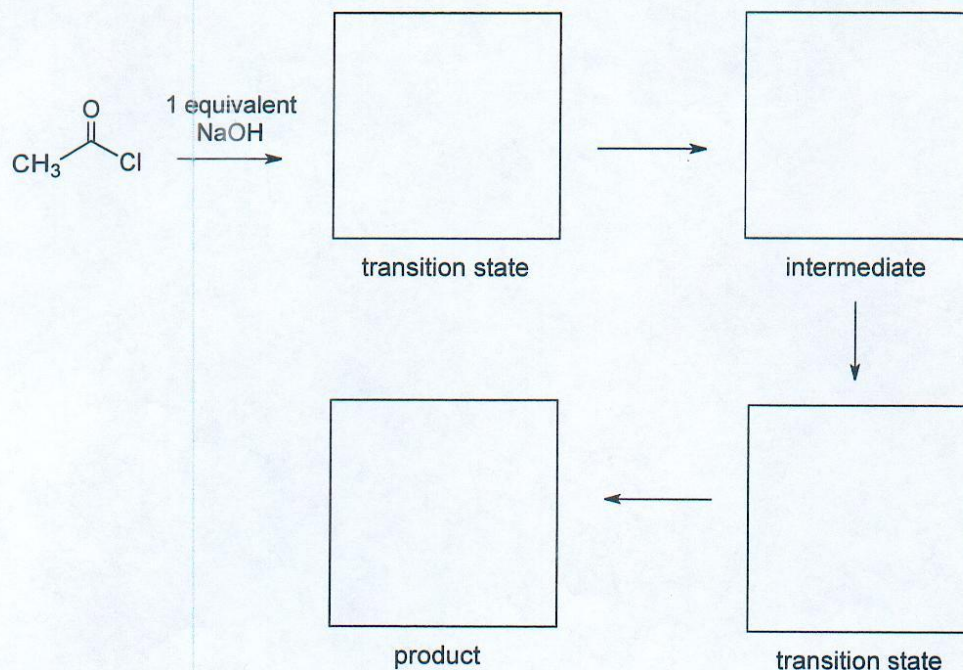 1 equivalent
NaOH
O
CH3
Cl
transition state
intermediate
product
transition state